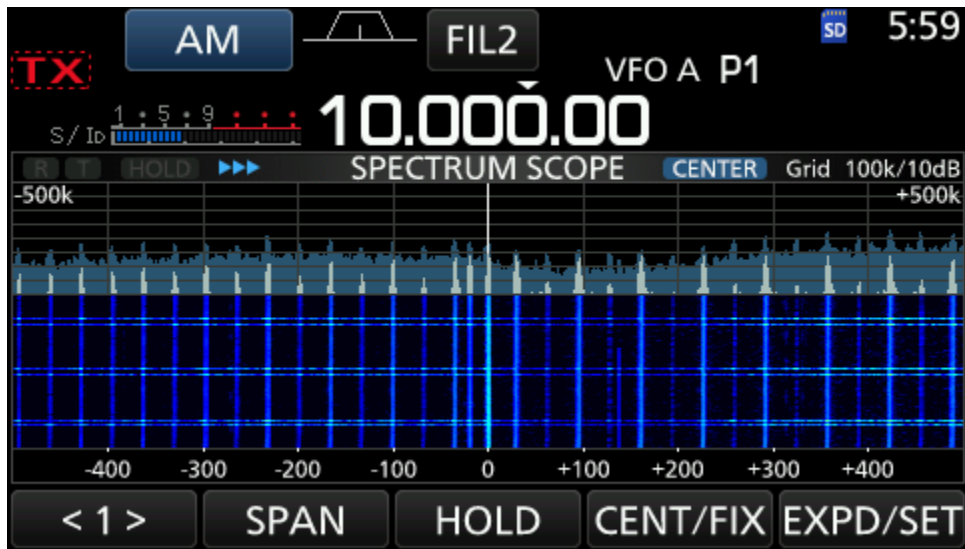 AM FIL2 SD 5:59
TX VFO A P1
1 5 9
S/ID 10.000.00
R T HOLD SPECTRUM SCOPE CENTER Grid 100k/10dB
-500k +500k
-400 -300 -200 -100 0 +100 +200 +300 +400
< 1 > SPAN HOLD CENT/FIX EXPD/SET